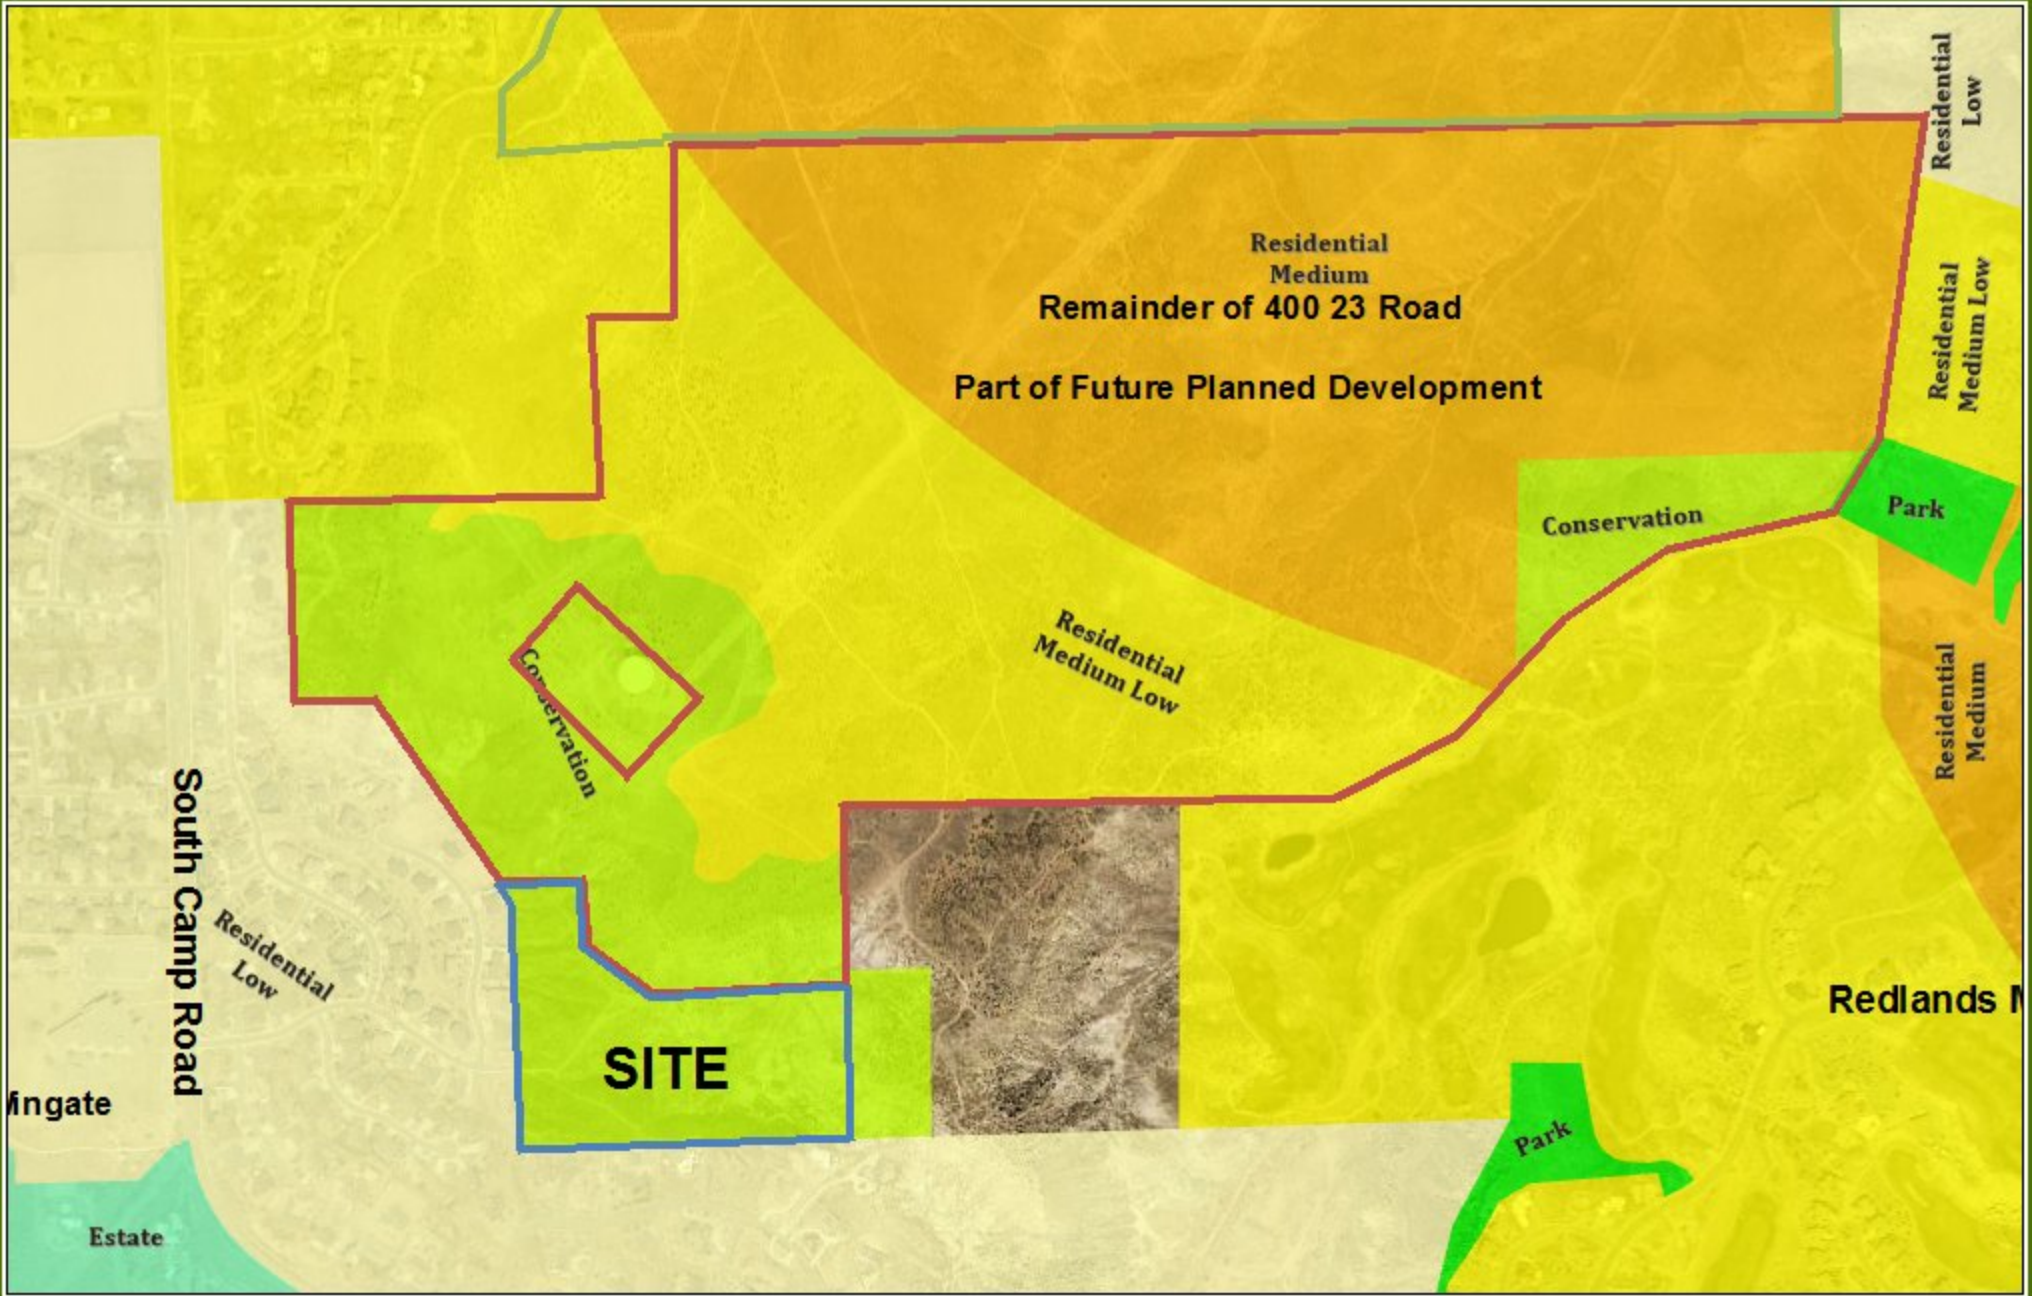 Residential
Low
Residential
Medium
Remainder of 400 23 Road
Part of Future Planned Development
Residential
Medium Low
Conservation
Park
Residential
Medium Low
Conservation
Residential
Medium
South Camp Road
Residential
Low
Redlands M
SITE
ingate
Park
Estate